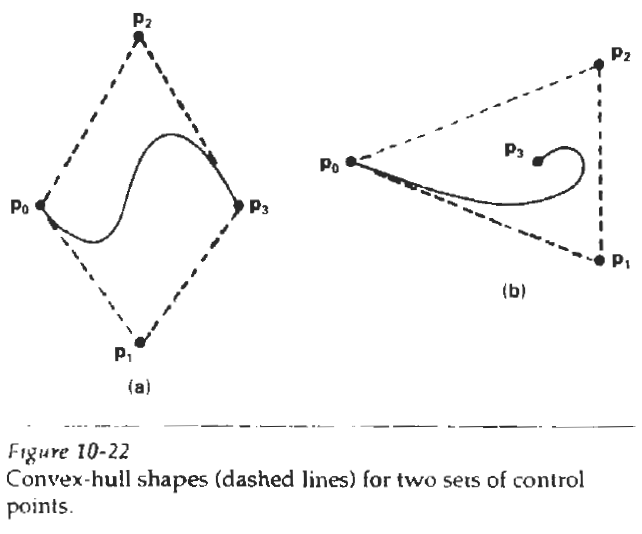 p₂
p₀
p₃
p₁
(a)
p₂
p₃
p₀
p₁
(b)
Figure 10-22
Convex-hull shapes (dashed lines) for two sets of control
points.